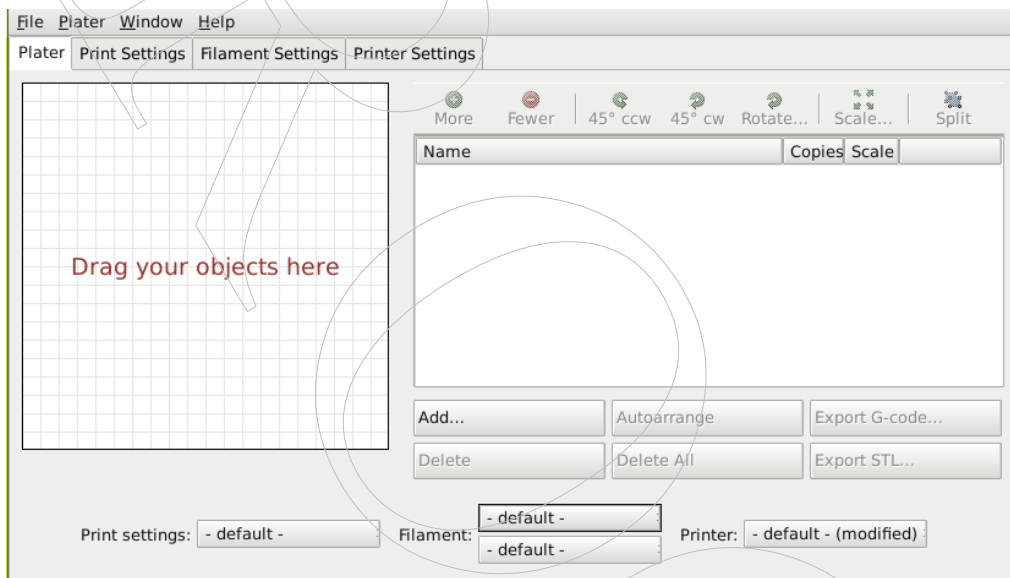 File Plater Window Help
Plater Print Settings Filament Settings Printer Settings
More Fewer 45° ccw 45° cw Rotate... Scale... Split
Name Copies Scale
Drag your objects here
Add... Autoarrange Export G-code...
Delete Delete All Export STL...
Print settings: - default - Filament: - default - Printer: - default - (modified)
- default -